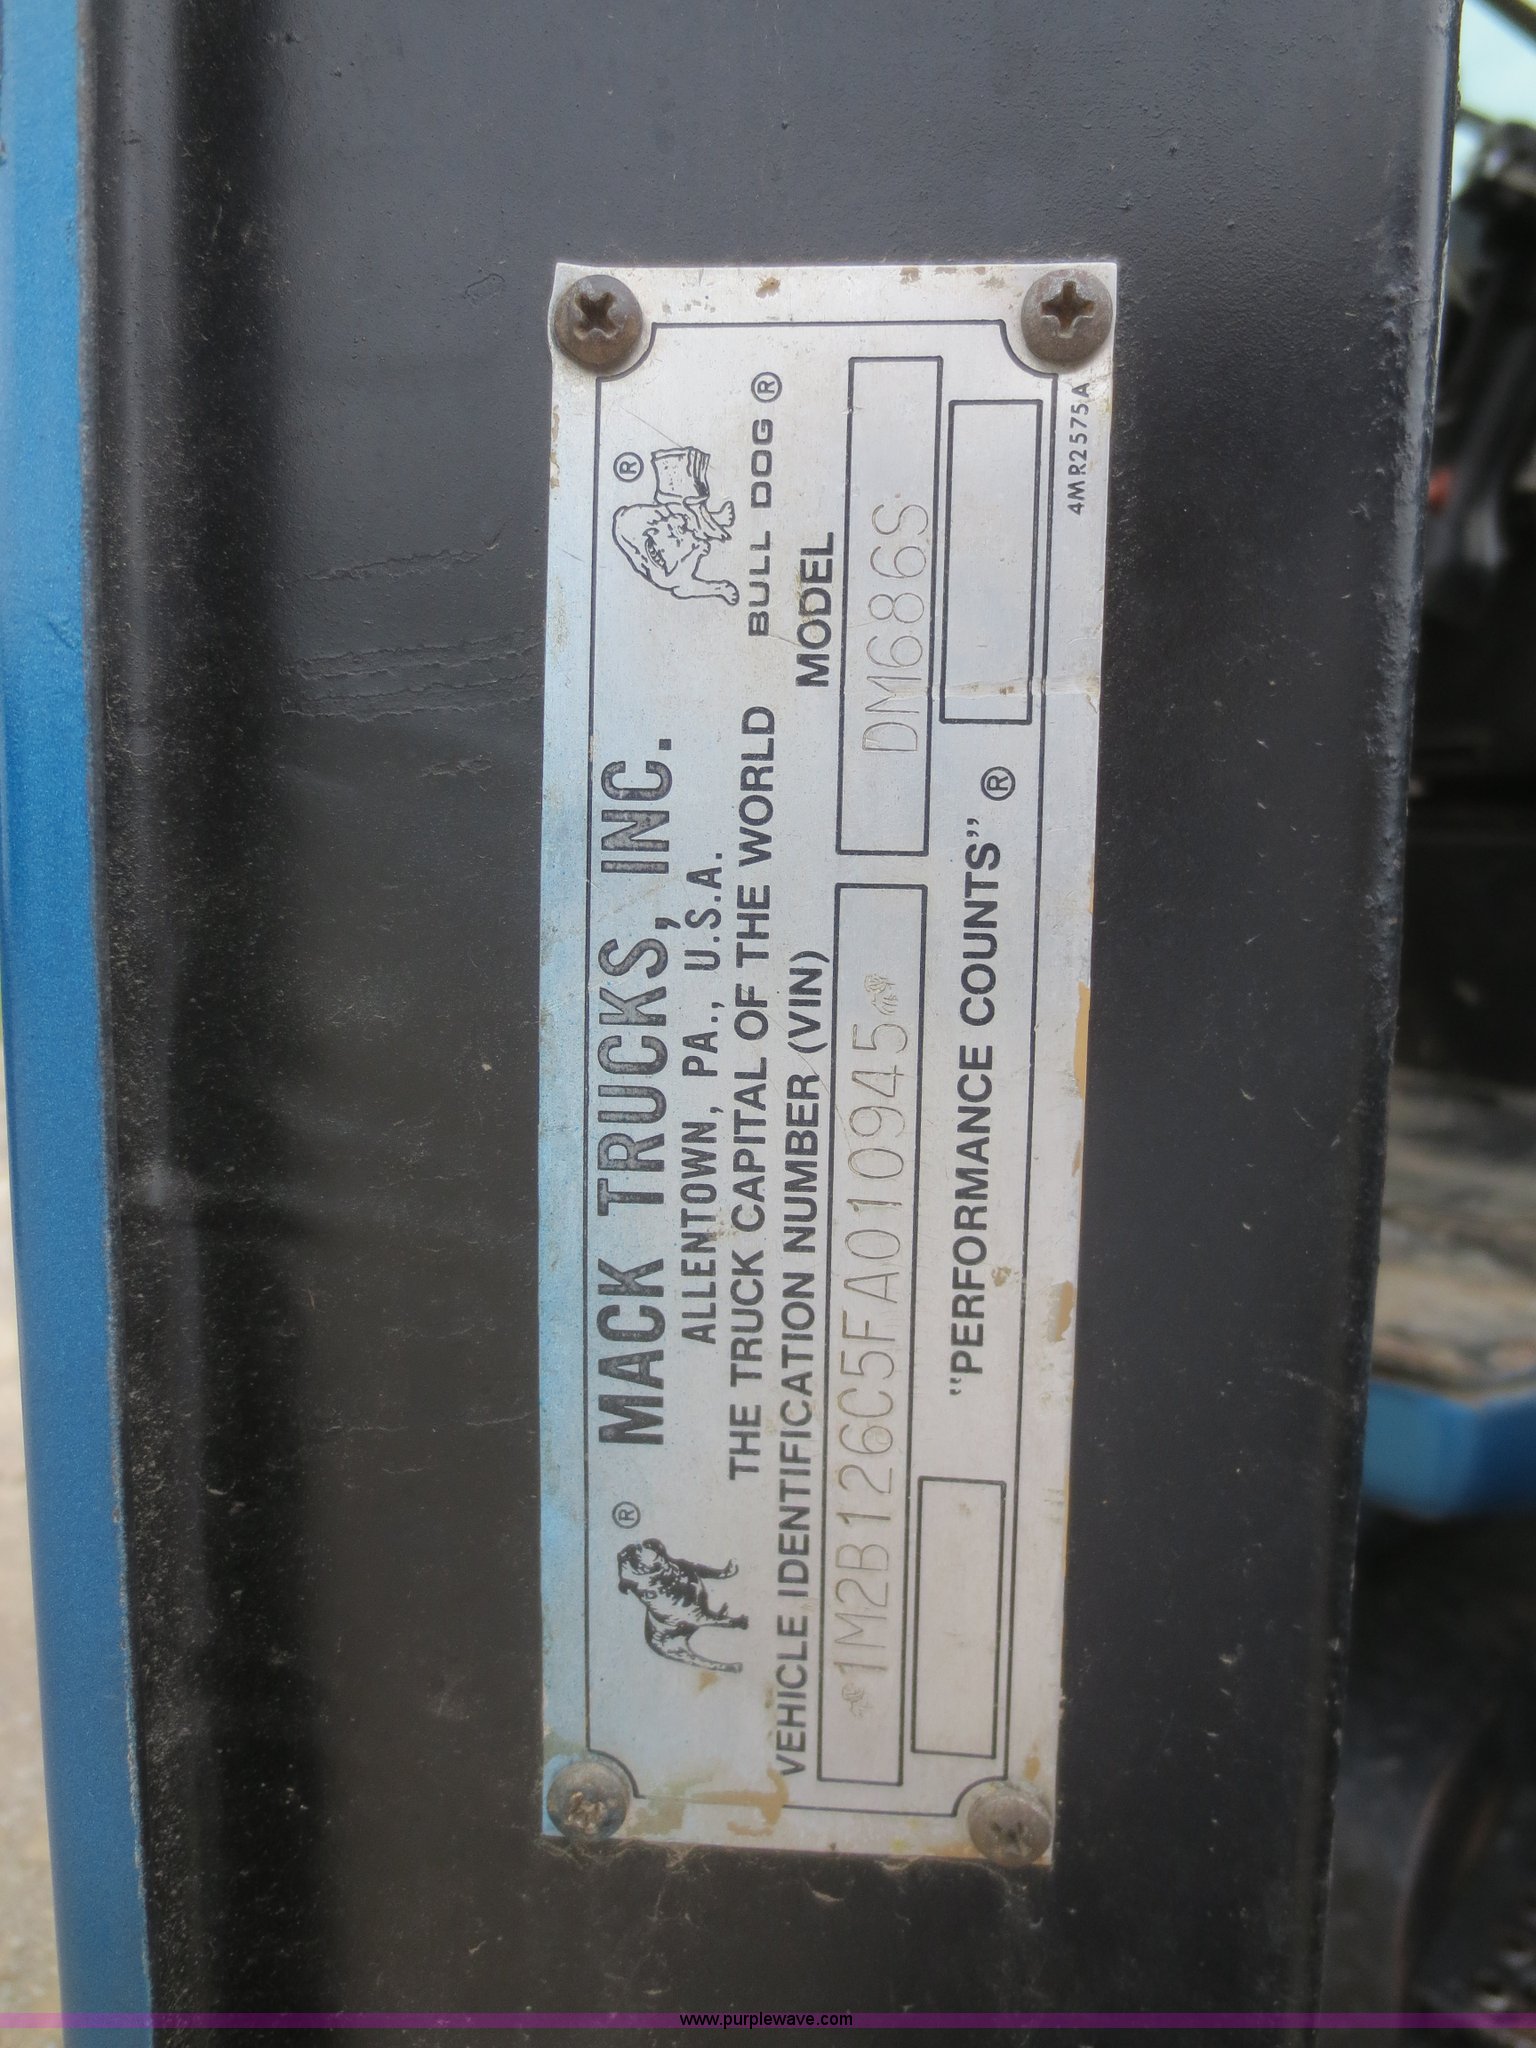 MACK TRUCKS, INC.
ALLENTOWN, PA., U.S.A.
THE TRUCK CAPITAL OF THE WORLD
®
®
BULL DOG ®
VEHICLE IDENTIFICATION NUMBER (VIN)
MODEL
*1M2B126C5FA010945*
DM686S
"PERFORMANCE COUNTS" ®
4MR2575A
www.purplewave.com